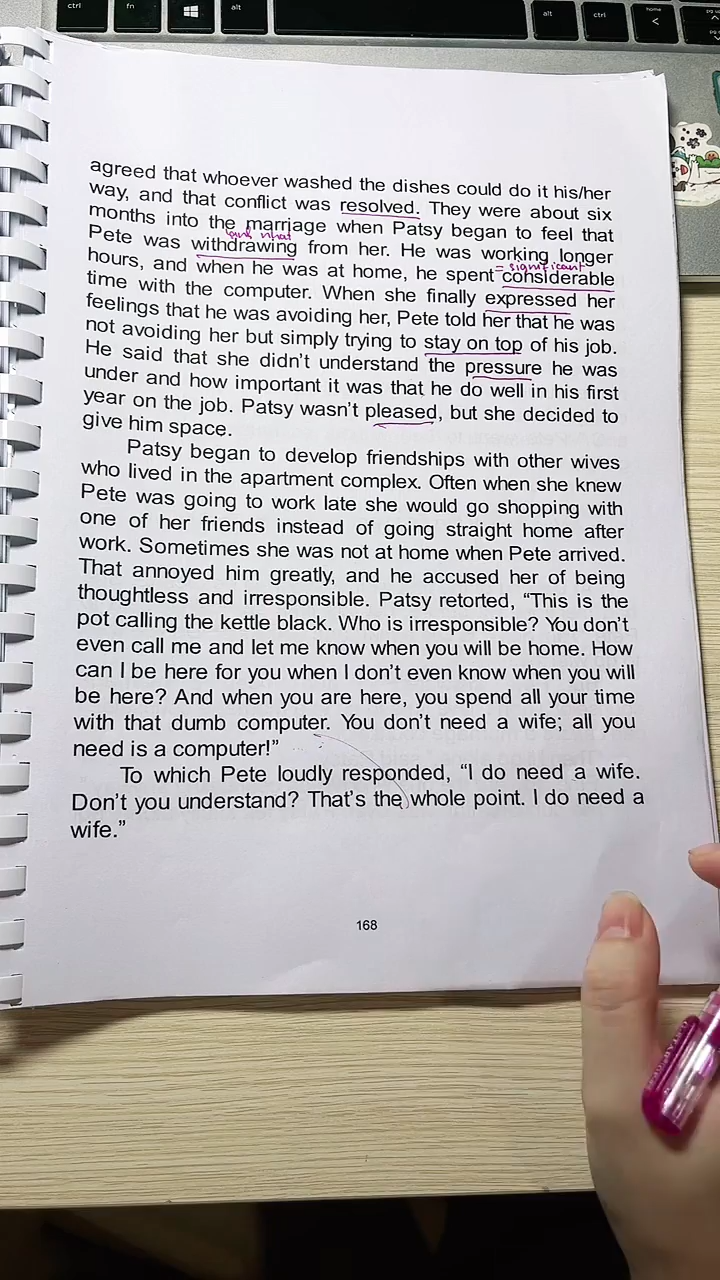 ctrl fn alt alt ctrl home
agreed that whoever washed the dishes could do it his/her
way, and that conflict was resolved. They were about six
months into the marriage when Patsy began to feel that
Pete was withdrawing from her. He was working longer
= significant
hours, and when he was at home, he spent considerable
time with the computer. When she finally expressed her
feelings that he was avoiding her, Pete told her that he was
not avoiding her but simply trying to stay on top of his job.
He said that she didn't understand the pressure he was
under and how important it was that he do well in his first
year on the job. Patsy wasn't pleased, but she decided to
give him space.
Patsy began to develop friendships with other wives
who lived in the apartment complex. Often when she knew
Pete was going to work late she would go shopping with
one of her friends instead of going straight home after
work. Sometimes she was not at home when Pete arrived.
That annoyed him greatly, and he accused her of being
thoughtless and irresponsible. Patsy retorted, “This is the
pot calling the kettle black. Who is irresponsible? You don't
even call me and let me know when you will be home. How
can I be here for you when I don't even know when you will
be here? And when you are here, you spend all your time
with that dumb computer. You don't need a wife; all you
need is a computer!”
To which Pete loudly responded, “I do need a wife.
Don't you understand? That's the whole point. I do need a
wife.”
168